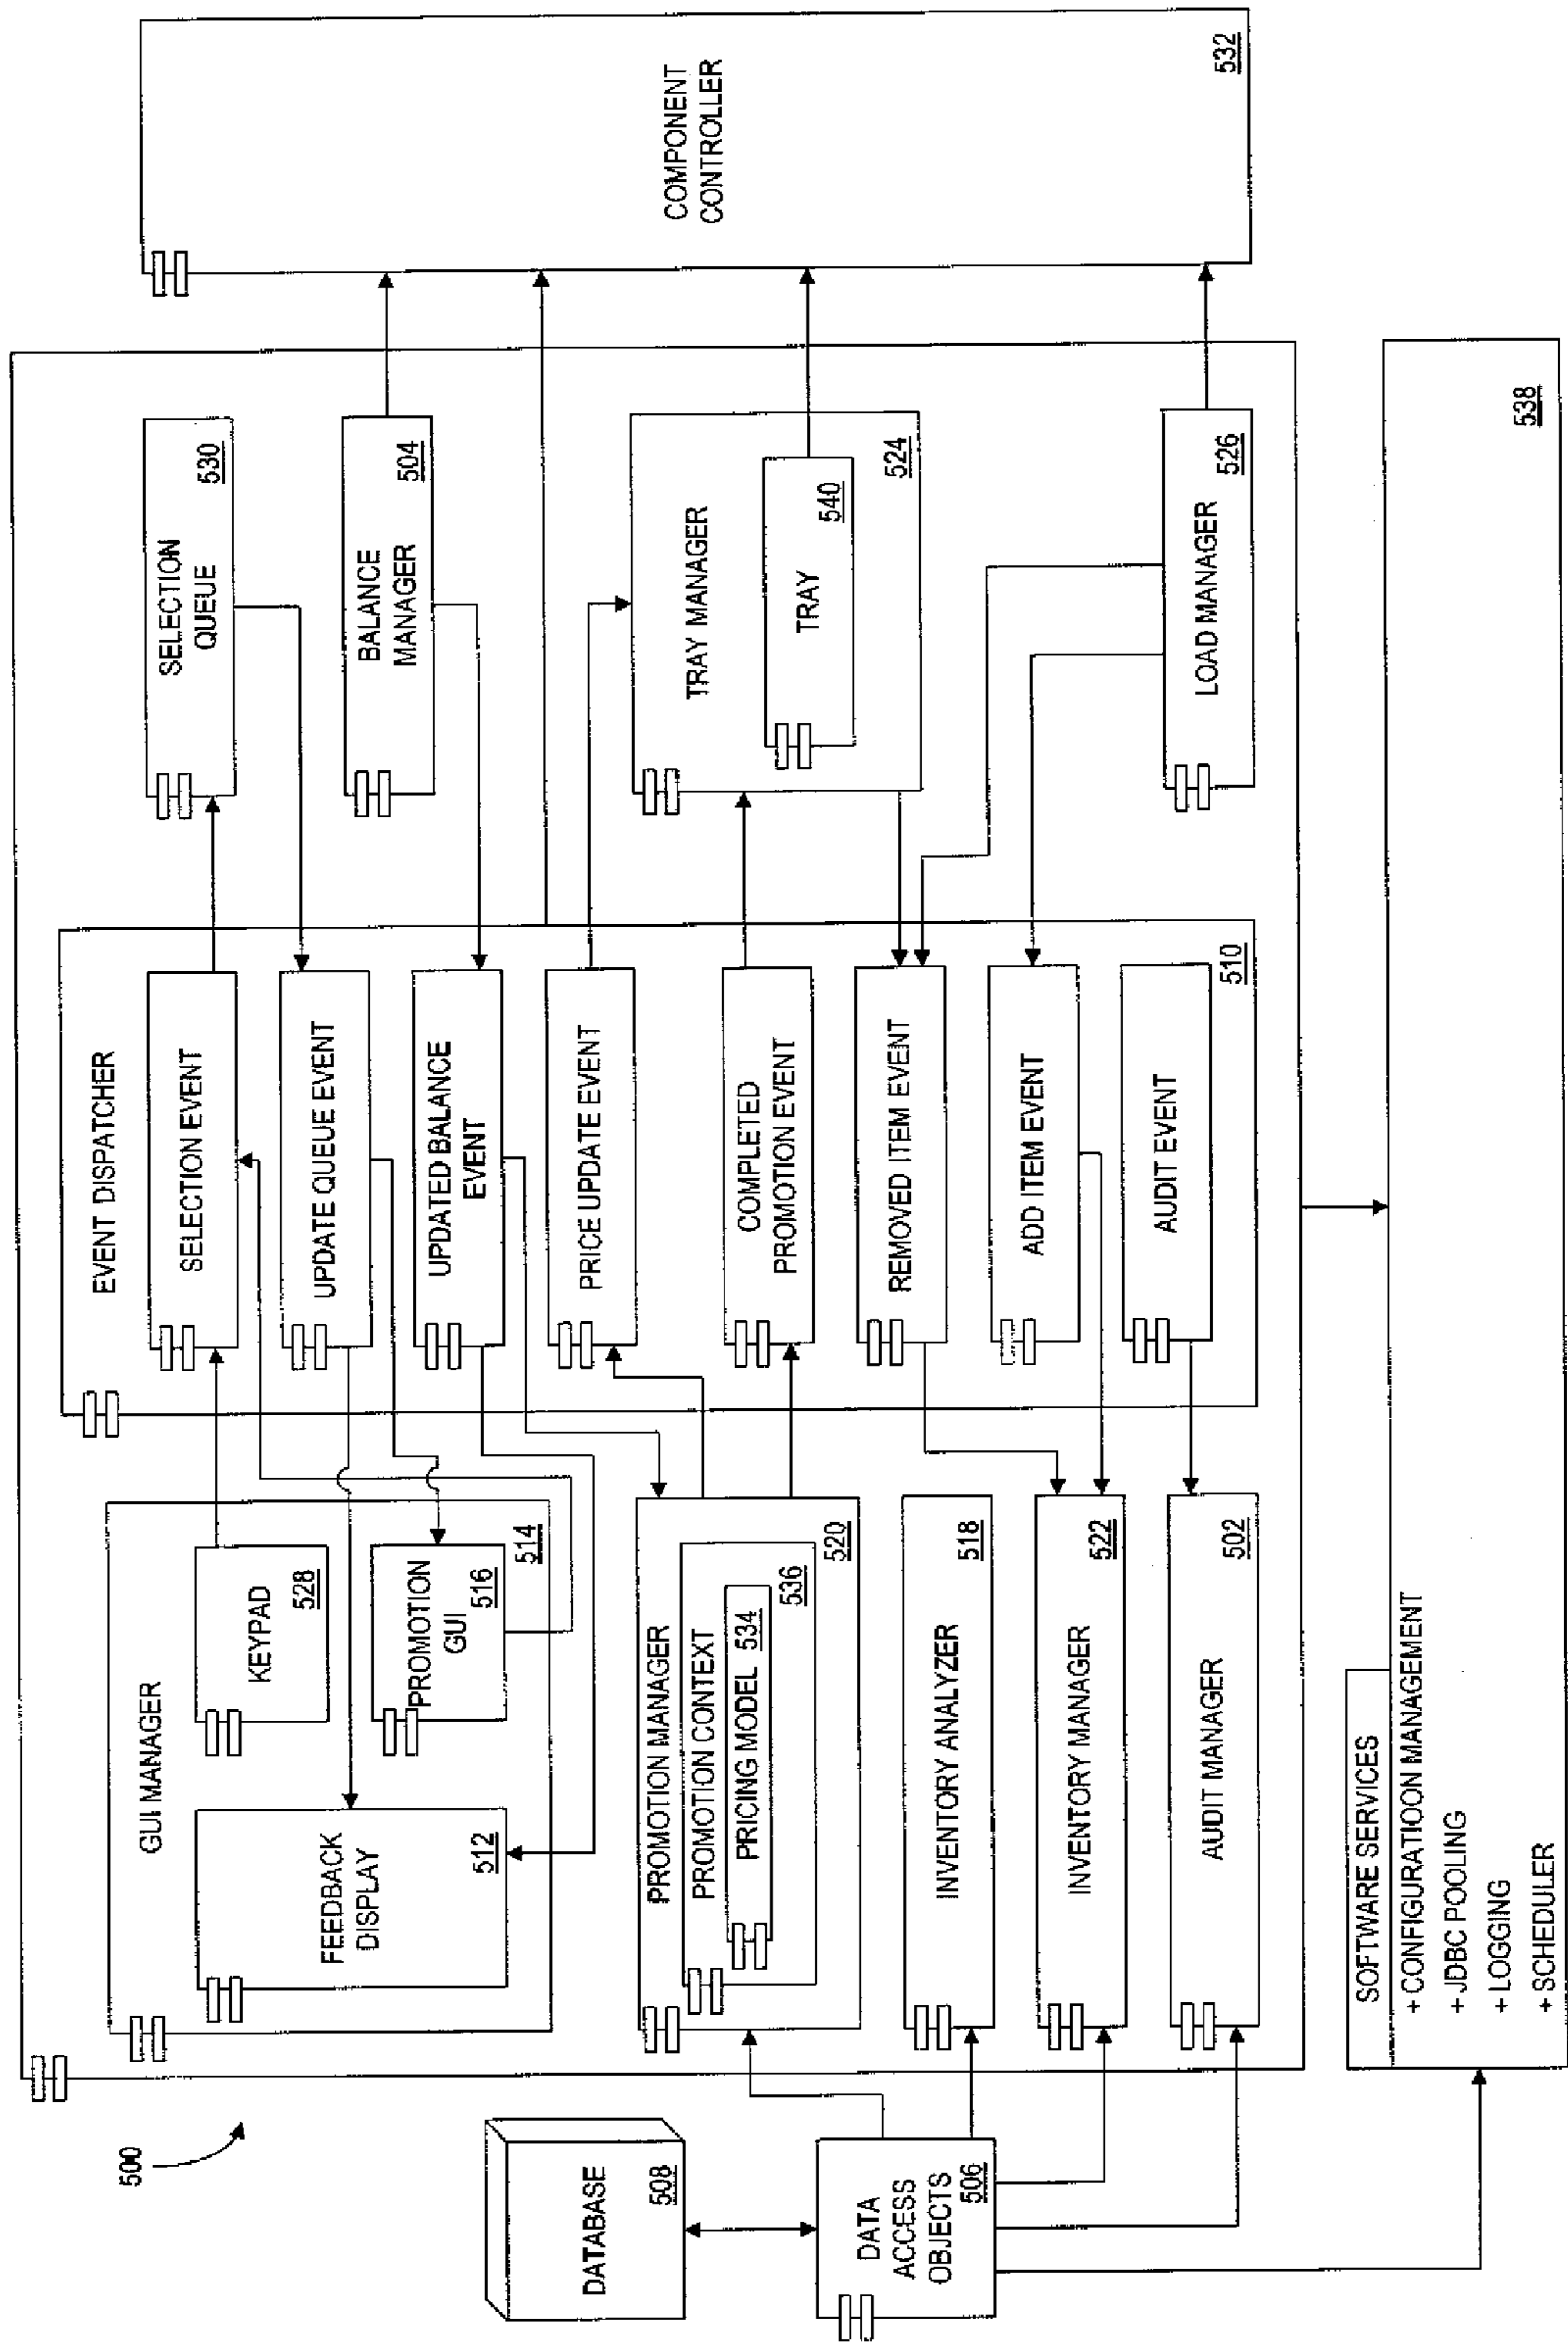 500
DATABASE
508
DATA
ACCESS
OBJECTS
506
GUI MANAGER
514
FEEDBACK
DISPLAY
512
KEYPAD
528
PROMOTION
GUI
516
PROMOTION MANAGER
520
PROMOTION CONTEXT
536
PRICING MODEL 534
INVENTORY ANALYZER
518
INVENTORY MANAGER
522
AUDIT MANAGER
502
EVENT DISPATCHER
510
SELECTION EVENT
UPDATE QUEUE EVENT
UPDATED BALANCE
EVENT
PRICE UPDATE EVENT
COMPLETED
PROMOTION EVENT
REMOVED ITEM EVENT
ADD ITEM EVENT
AUDIT EVENT
SELECTION
QUEUE
530
BALANCE
MANAGER
504
TRAY MANAGER
524
TRAY
540
LOAD MANAGER
526
COMPONENT
CONTROLLER
532
SOFTWARE SERVICES
+ CONFIGURATIOON MANAGEMENT
+ JDBC POOLING
+ LOGGING
+ SCHEDULER
538